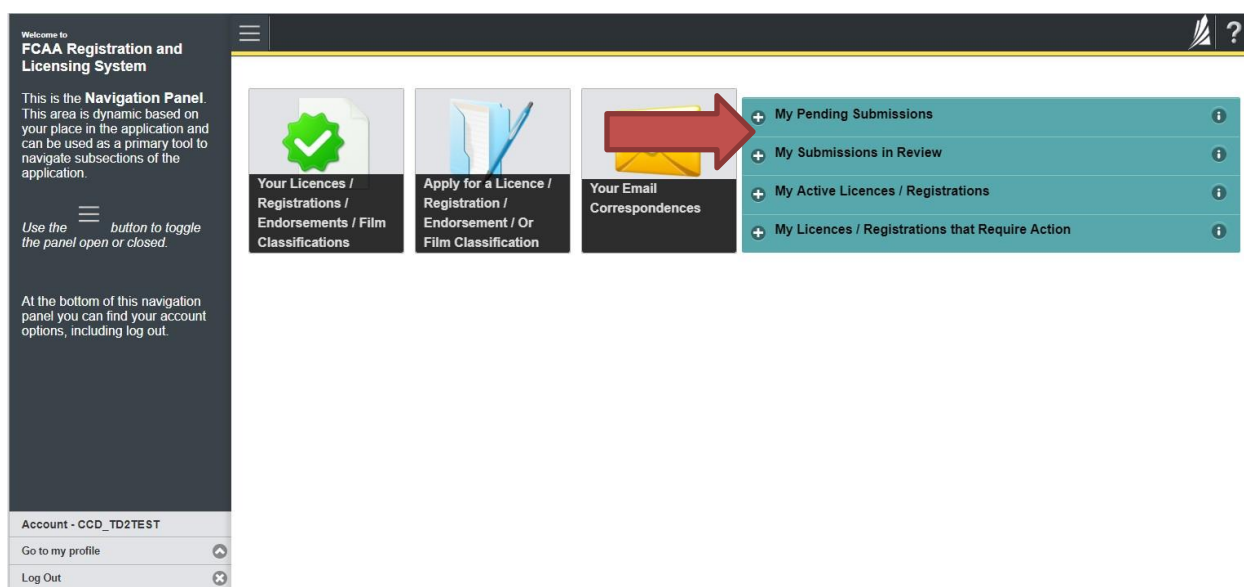 Welcome to
FCAA Registration and
Licensing System
This is the Navigation Panel.
This area is dynamic based on
your place in the application and
can be used as a primary tool to
navigate subsections of the
application.
Use the button to toggle
the panel open or closed.
At the bottom of this navigation
panel you can find your account
options, including log out.
Account - CCD_TD2TEST
Go to my profile
Log Out
?
Your Licences /
Registrations /
Endorsements / Film
Classifications
Apply for a Licence /
Registration /
Endorsement / Or
Film Classification
Your Email
Correspondences
My Pending Submissions
My Submissions in Review
My Active Licences / Registrations
My Licences / Registrations that Require Action